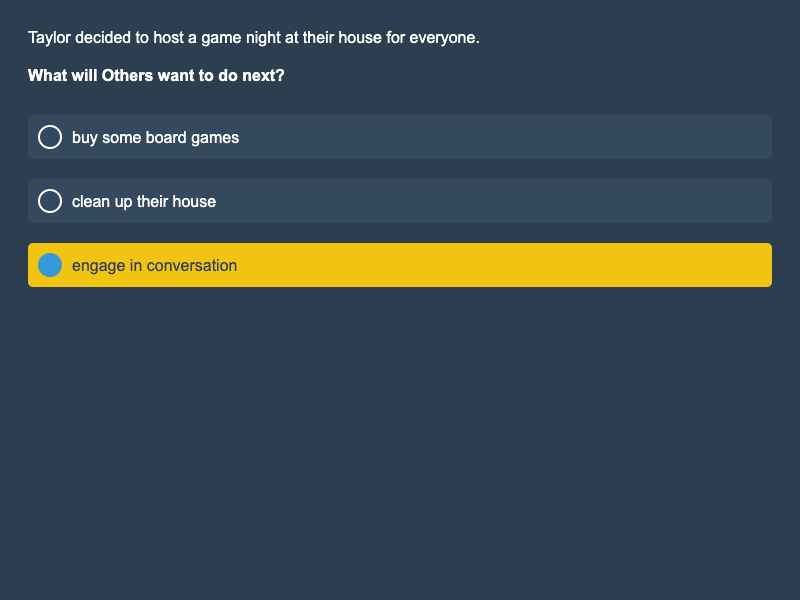 Taylor decided to host a game night at their house for everyone.
What will Others want to do next?
buy some board games
clean up their house
engage in conversation